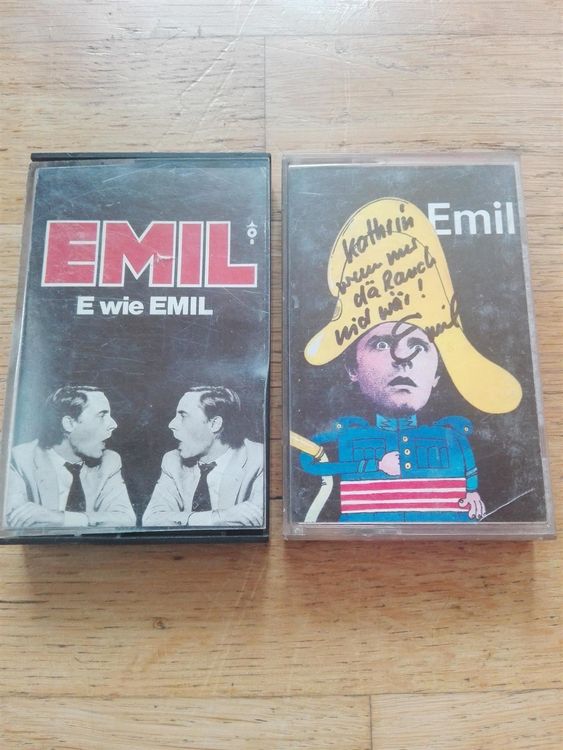 EMIL
E wie EMIL
Emil
Kathrin
wenn nur
dä Rauch
nid wär!
Emil